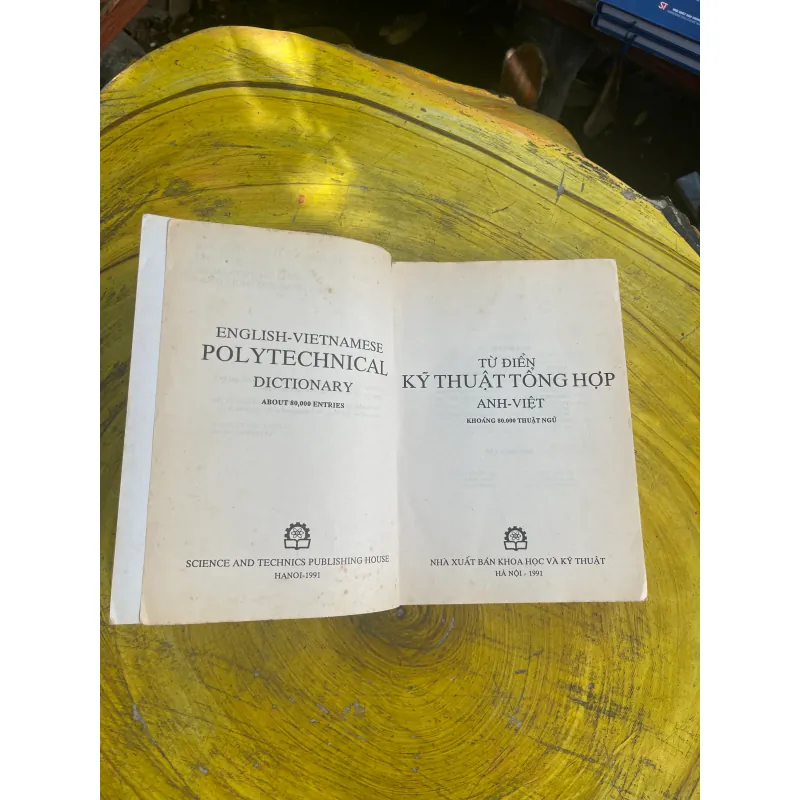 ENGLISH-VIETNAMESE
POLYTECHNICAL
DICTIONARY
ABOUT 80,000 ENTRIES
SCIENCE AND TECHNICS PUBLISHING HOUSE
HANOI-1991
TỪ ĐIỂN
KỸ THUẬT TỔNG HỢP
ANH-VIỆT
KHOẢNG 80.000 THUẬT NGỮ
NHÀ XUẤT BẢN KHOA HỌC VÀ KỸ THUẬT
HÀ NỘI - 1991